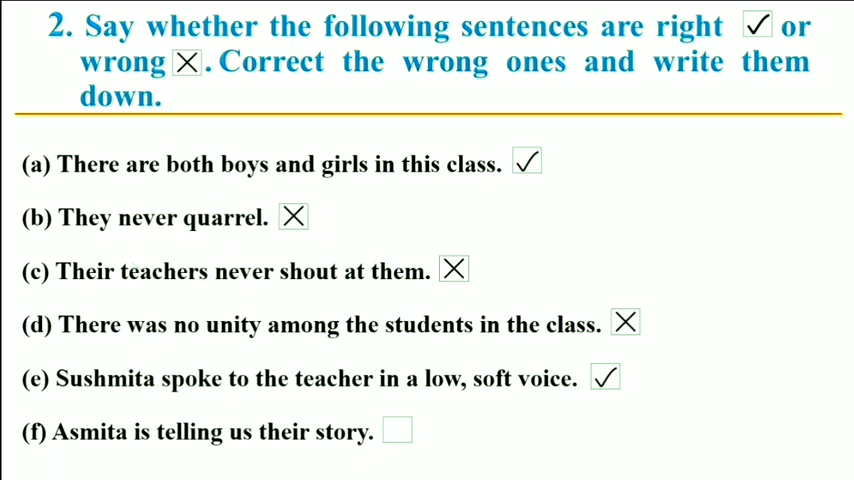 2. Say whether the following sentences are right ✓ or
wrong ✕. Correct the wrong ones and write them
down.
(a) There are both boys and girls in this class. ✓
(b) They never quarrel. ✕
(c) Their teachers never shout at them. ✕
(d) There was no unity among the students in the class. ✕
(e) Sushmita spoke to the teacher in a low, soft voice. ✓
(f) Asmita is telling us their story.